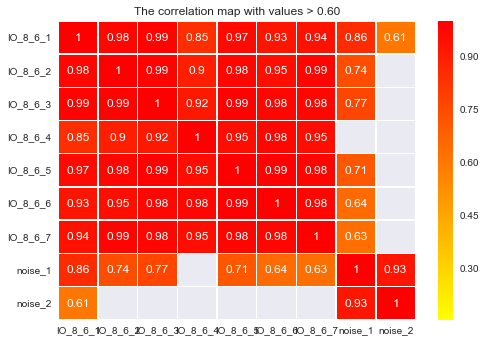 The correlation map with values > 0.60
IO_8_6_1 1 0.98 0.99 0.85 0.97 0.93 0.94 0.86 0.61
IO_8_6_2 0.98 1 0.99 0.9 0.98 0.95 0.99 0.74
IO_8_6_3 0.99 0.99 1 0.92 0.99 0.98 0.98 0.77
IO_8_6_4 0.85 0.9 0.92 1 0.95 0.98 0.95
IO_8_6_5 0.97 0.98 0.99 0.95 1 0.99 0.98 0.71
IO_8_6_6 0.93 0.95 0.98 0.98 0.99 1 0.98 0.64
IO_8_6_7 0.94 0.99 0.98 0.95 0.98 0.98 1 0.63
noise_1 0.86 0.74 0.77 0.71 0.64 0.63 1 0.93
noise_2 0.61 0.93 1
IO_8_6_1 IO_8_6_2 IO_8_6_3 IO_8_6_4 IO_8_6_5 IO_8_6_6 IO_8_6_7 noise_1 noise_2
0.90
0.75
0.60
0.45
0.30